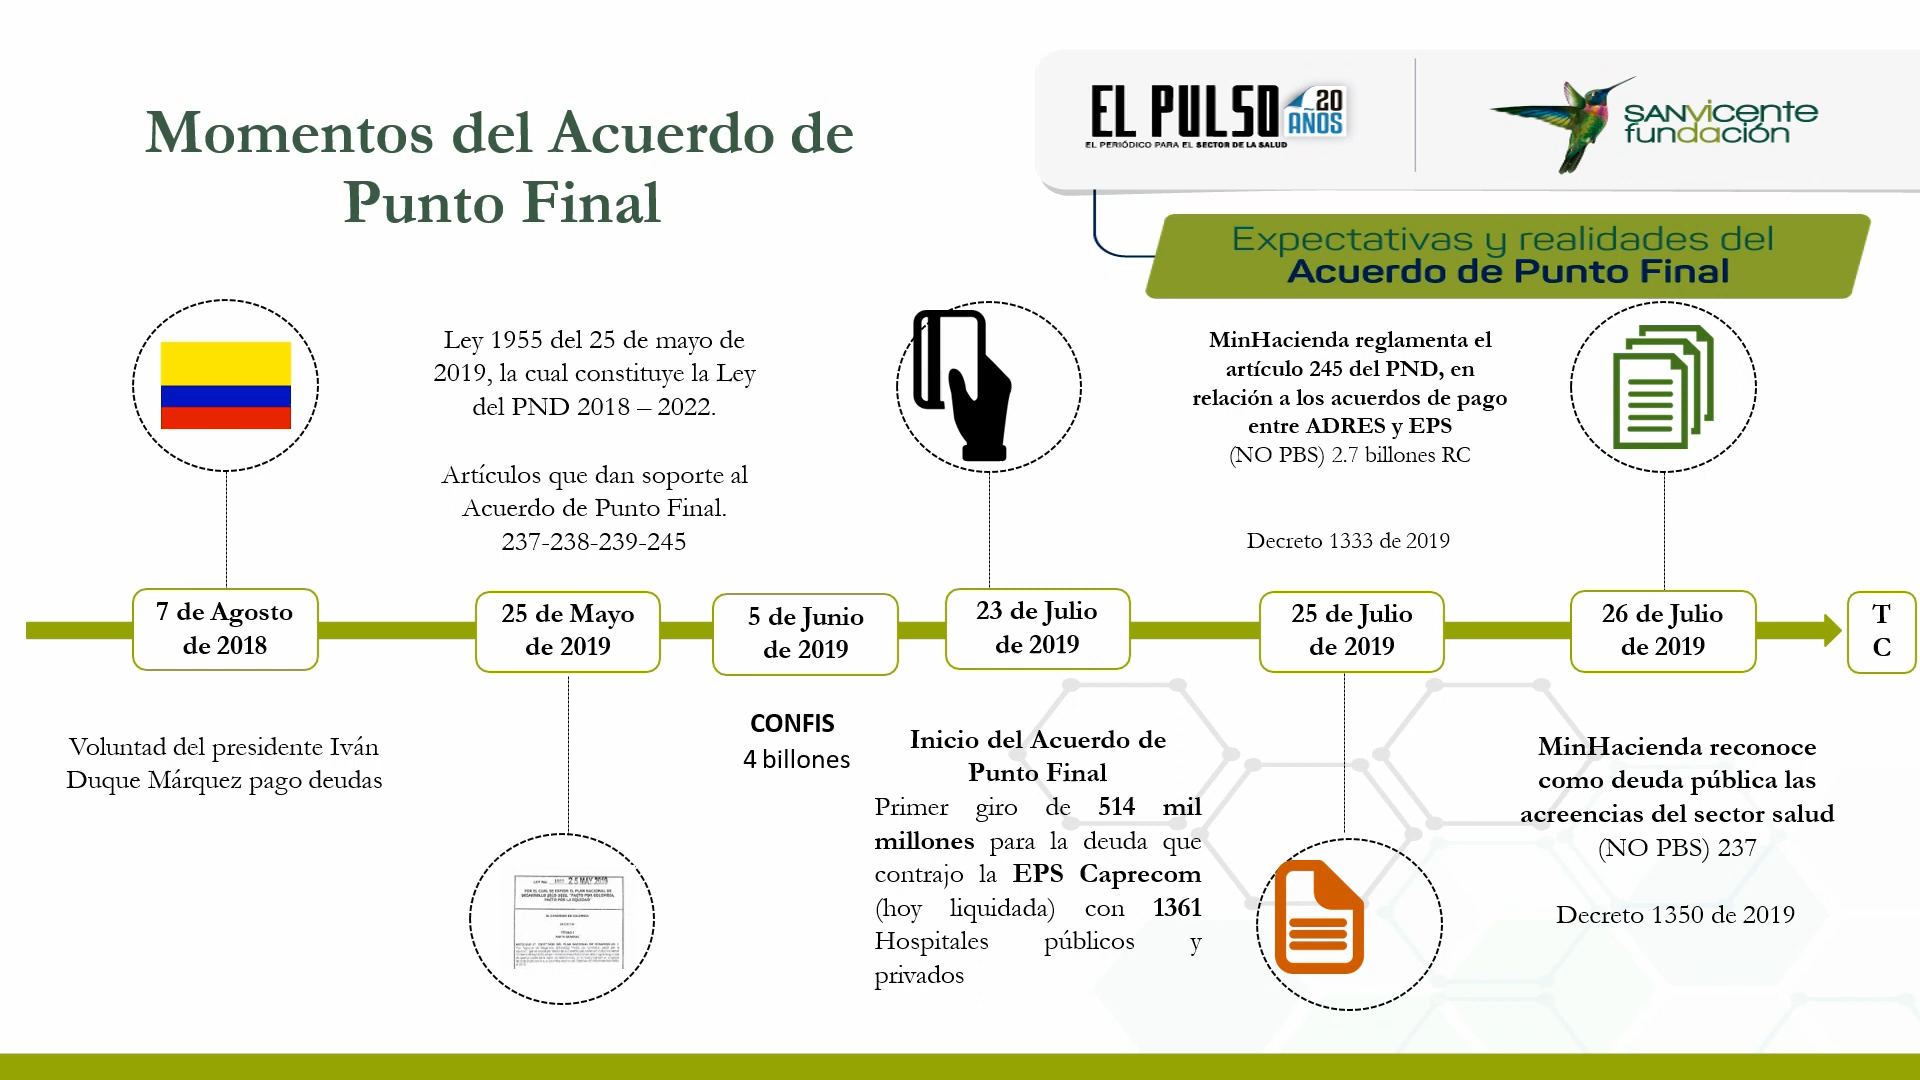 Momentos del Acuerdo de
Punto Final
EL PULSO
20
AÑOS
EL PERIÓDICO PARA EL SECTOR DE LA SALUD
SANVICENTE
fundación
Expectativas y realidades del
Acuerdo de Punto Final
Ley 1955 del 25 de mayo de
2019, la cual constituye la Ley
del PND 2018 – 2022.
Artículos que dan soporte al
Acuerdo de Punto Final.
237-238-239-245
MinHacienda reglamenta el
artículo 245 del PND, en
relación a los acuerdos de pago
entre ADRES y EPS
(NO PBS) 2.7 billones RC
Decreto 1333 de 2019
7 de Agosto
de 2018
25 de Mayo
de 2019
5 de Junio
de 2019
23 de Julio
de 2019
25 de Julio
de 2019
26 de Julio
de 2019
T
C
Voluntad del presidente Iván
Duque Márquez pago deudas
CONFIS
4 billones
Inicio del Acuerdo de
Punto Final
Primer giro de 514 mil
millones para la deuda que
contrajo la EPS Caprecom
(hoy liquidada) con 1361
Hospitales públicos y
privados
MinHacienda reconoce
como deuda pública las
acreencias del sector salud
(NO PBS) 237
Decreto 1350 de 2019